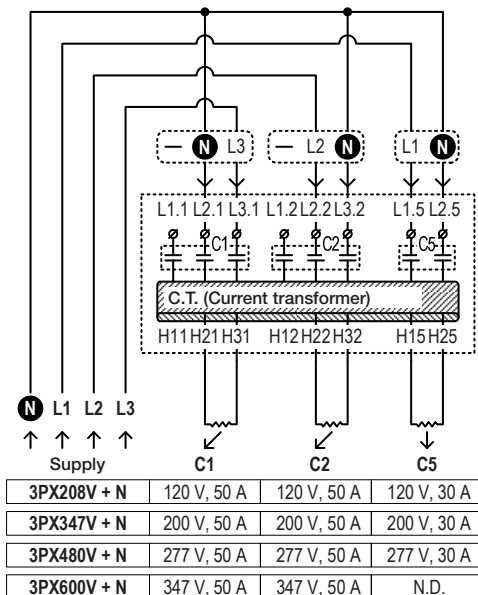 — N L3 — L2 N L1 N
L1.1 L2.1 L3.1 L1.2 L2.2 L3.2 L1.5 L2.5
C1 C2 C5
C.T. (Current transformer)
H11 H21 H31 H12 H22 H32 H15 H25
N L1 L2 L3
Supply C1 C2 C5
3PX208V + N 120 V, 50 A 120 V, 50 A 120 V, 30 A
3PX347V + N 200 V, 50 A 200 V, 50 A 200 V, 30 A
3PX480V + N 277 V, 50 A 277 V, 50 A 277 V, 30 A
3PX600V + N 347 V, 50 A 347 V, 50 A N.D.